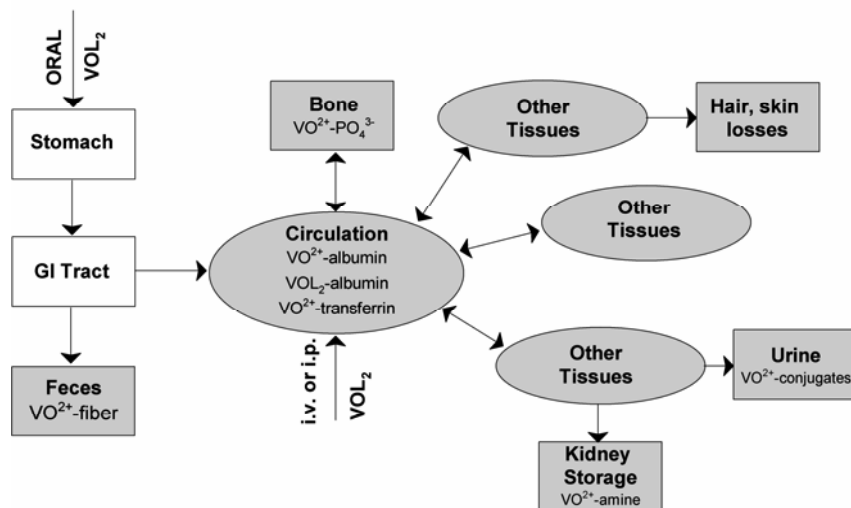 ORAL
VOL₂
Stomach
GI Tract
Feces
VO²⁺-fiber
Bone
VO²⁺-PO₄³⁻
Circulation
VO²⁺-albumin
VOL₂-albumin
VO²⁺-transferrin
i.v. or i.p.
VOL₂
Other
Tissues
Hair, skin
losses
Other
Tissues
Other
Tissues
Urine
VO²⁺-conjugates
Kidney
Storage
VO²⁺-amine